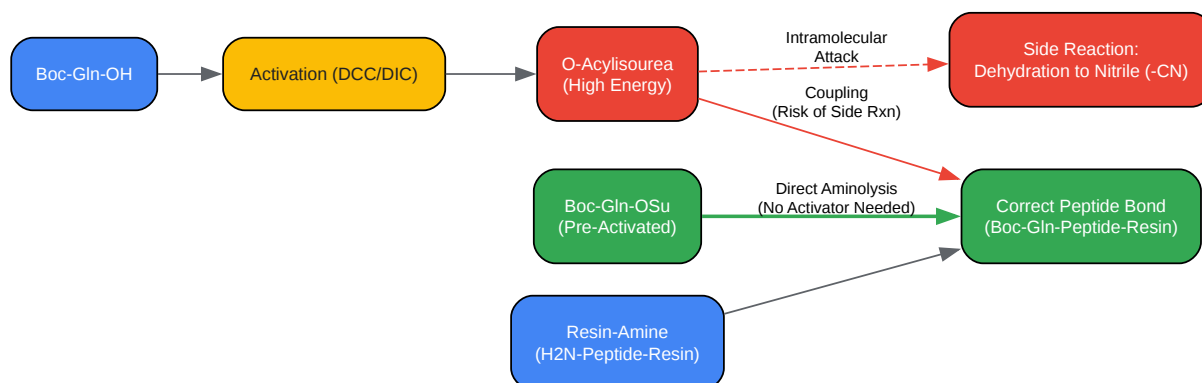 Boc-Gln-OH
Activation (DCC/DIC)
O-Acylisourea
(High Energy)
Intramolecular
Attack
Side Reaction:
Dehydration to Nitrile (-CN)
Coupling
(Risk of Side Rxn)
Boc-Gln-OSu
(Pre-Activated)
Direct Aminolysis
(No Activator Needed)
Correct Peptide Bond
(Boc-Gln-Peptide-Resin)
Resin-Amine
(H2N-Peptide-Resin)